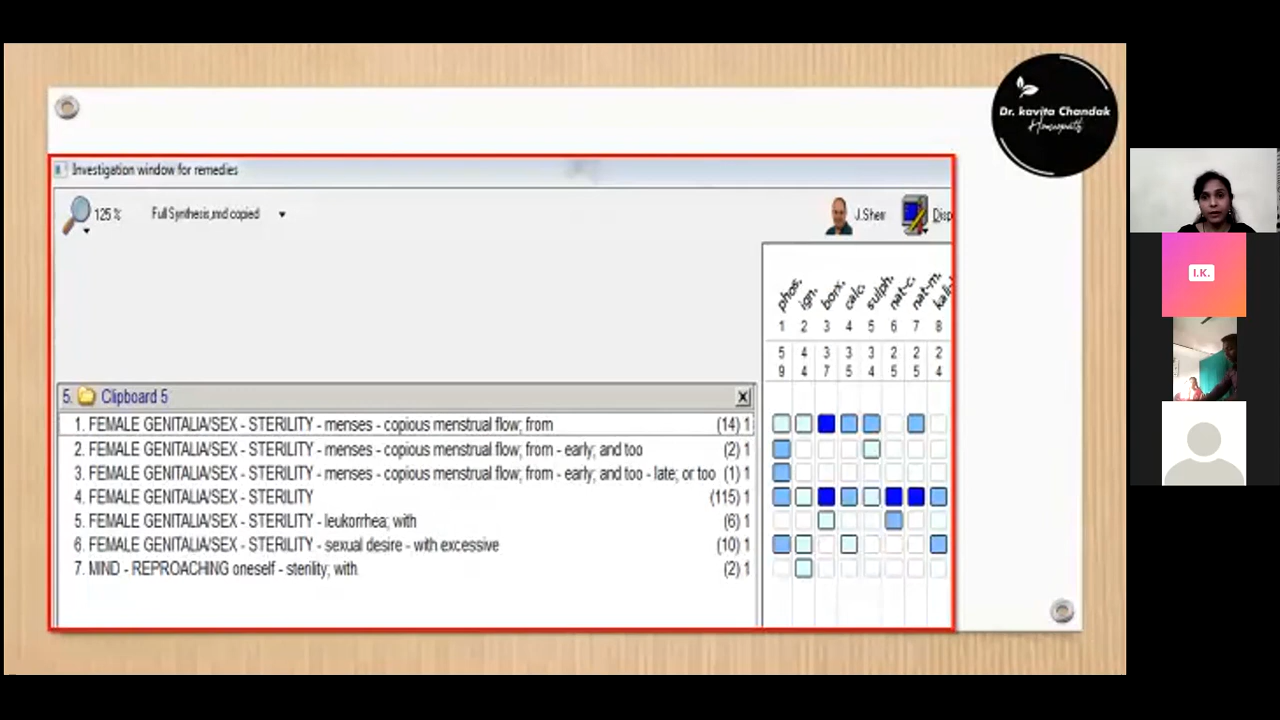 Dr. kavita Chandak
Homeopath
Investigation window for remedies
125 %
Full Synthesis,rmd copied
J.Sherr
Disp
phos.
ign.
borx.
calc.
sulph.
nat-c.
nat-m.
1 2 3 4 5 6 7 8
5 4 3 3 3 2 2 2
9 4 7 5 4 5 5 4
5. Clipboard 5 X
1. FEMALE GENITALIA/SEX - STERILITY - menses - copious menstrual flow; from (14) 1
2. FEMALE GENITALIA/SEX - STERILITY - menses - copious menstrual flow; from - early; and too (2) 1
3. FEMALE GENITALIA/SEX - STERILITY - menses - copious menstrual flow; from - early; and too - late; or too (1) 1
4. FEMALE GENITALIA/SEX - STERILITY (115) 1
5. FEMALE GENITALIA/SEX - STERILITY - leukorrhea; with (6) 1
6. FEMALE GENITALIA/SEX - STERILITY - sexual desire - with excessive (10) 1
7. MIND - REPROACHING oneself - sterility; with (2) 1
I.K.